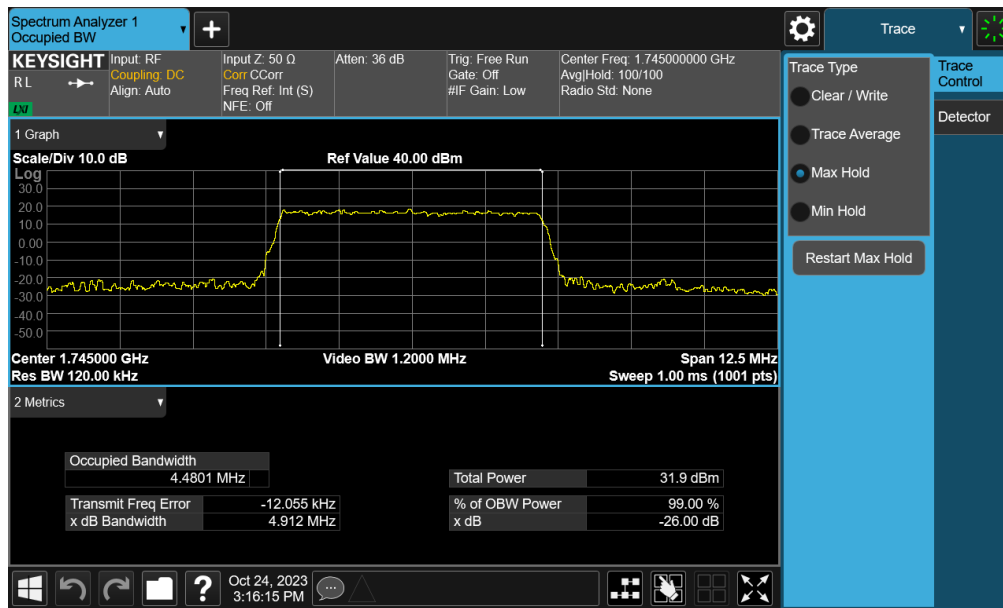 Spectrum Analyzer 1
Occupied BW
+
Trace
KEYSIGHT
R L
LXI
Input: RF
Coupling: DC
Align: Auto
Input Z: 50 Ω
Corr CCorr
Freq Ref: Int (S)
NFE: Off
Atten: 36 dB
Trig: Free Run
Gate: Off
#IF Gain: Low
Center Freq: 1.745000000 GHz
Avg|Hold: 100/100
Radio Std: None
Trace Type
Clear / Write
Trace Average
Max Hold
Min Hold
Restart Max Hold
Trace
Control
Detector
1 Graph
Scale/Div 10.0 dB
Ref Value 40.00 dBm
Log
30.0
20.0
10.0
0.00
-10.0
-20.0
-30.0
-40.0
-50.0
Center 1.745000 GHz
Video BW 1.2000 MHz
Span 12.5 MHz
Res BW 120.00 kHz
Sweep 1.00 ms (1001 pts)
2 Metrics
Occupied Bandwidth
4.4801 MHz
Total Power 31.9 dBm
Transmit Freq Error -12.055 kHz
% of OBW Power 99.00 %
x dB Bandwidth 4.912 MHz
x dB -26.00 dB
?
Oct 24, 2023
3:16:15 PM